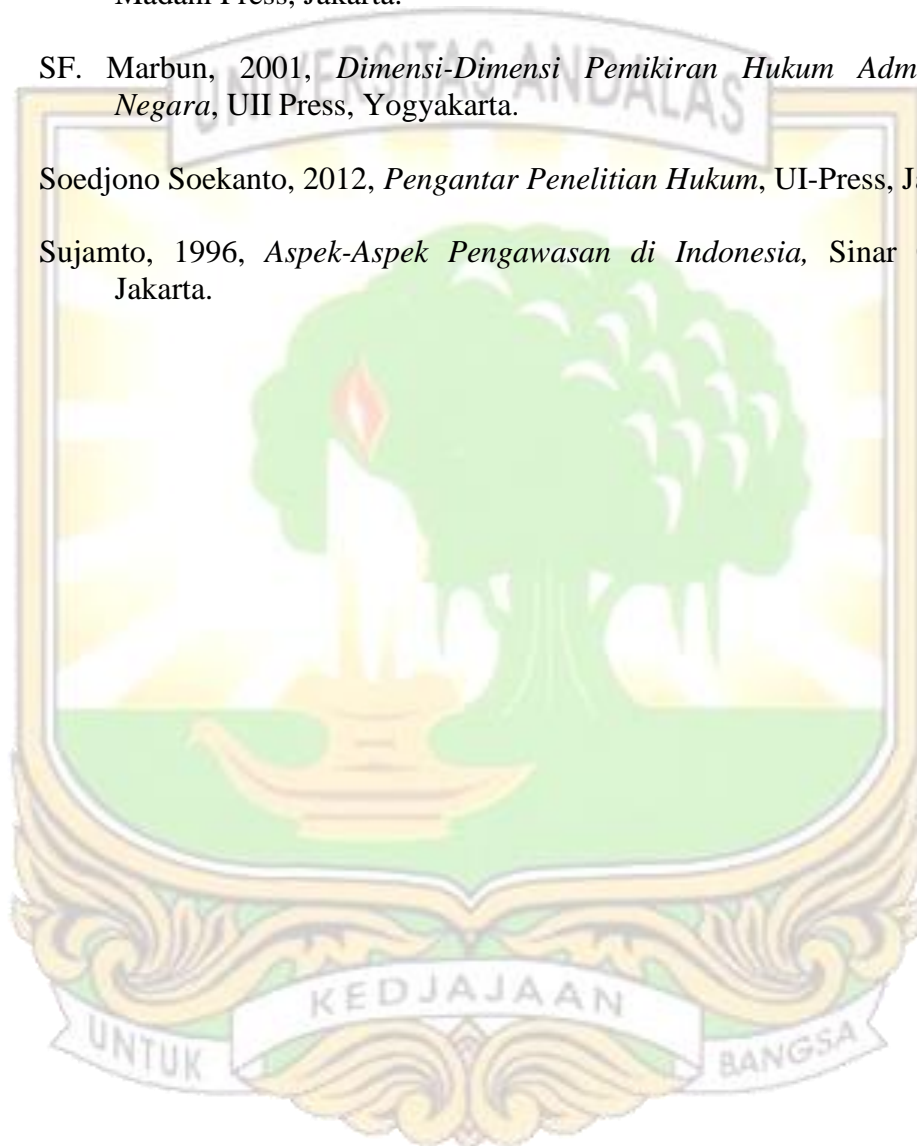 Madani Press, Jakarta.
UNIVERSITAS ANDALAS
SF. Marbun, 2001, Dimensi-Dimensi Pemikiran Hukum Adm
Negara, UII Press, Yogyakarta.
Soedjono Soekanto, 2012, Pengantar Penelitian Hukum, UI-Press, Ja
Sujamto, 1996, Aspek-Aspek Pengawasan di Indonesia, Sinar
Jakarta.
UNTUK KEDJAJAAN BANGSA